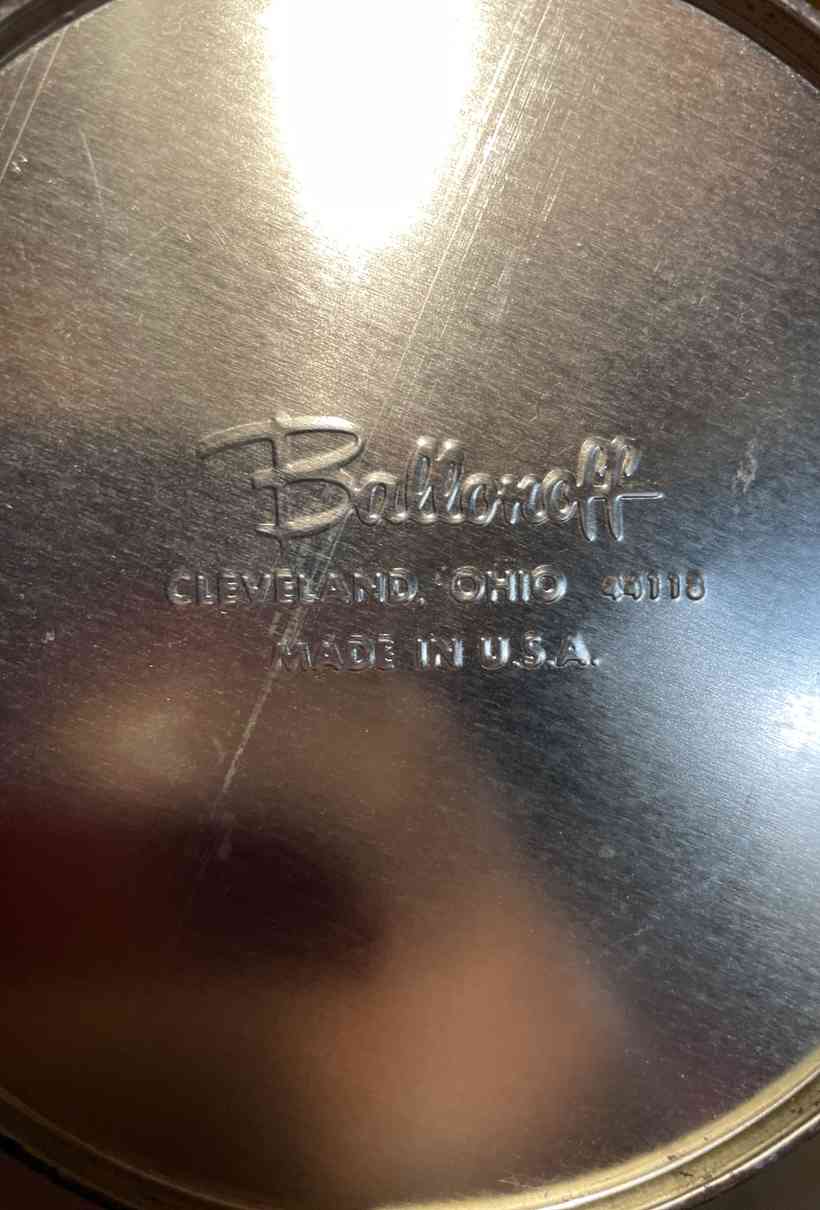 Ballonoff
CLEVELAND, OHIO 44118
MADE IN U.S.A.